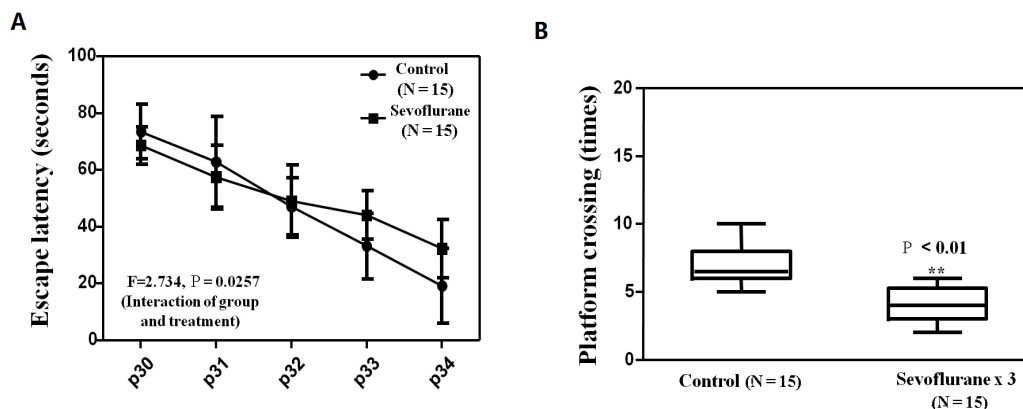 A
Escape latency (seconds)
100
80
60
40
20
0
Control
(N = 15)
Sevoflurane
(N = 15)
F=2.734, P = 0.0257
(Interaction of group
and treatment)
p30
p31
p32
p33
p34
B
Platform crossing (times)
20
15
10
5
0
P < 0.01
**
Control (N = 15)
Sevoflurane x 3
(N = 15)